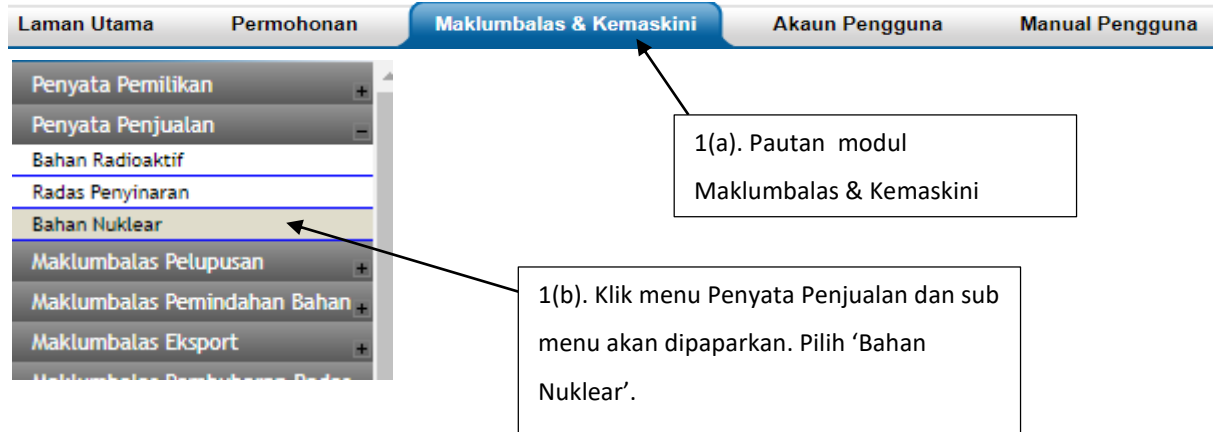 Laman Utama Permohonan Maklumbalas & Kemaskini Akaun Pengguna Manual Pengguna
Penyata Pemilikan +
Penyata Penjualan -
Bahan Radioaktif
Radas Penyinaran
Bahan Nuklear
Maklumbalas Pelupusan +
Maklumbalas Pemindahan Bahan +
Maklumbalas Eksport +
1(a). Pautan modul
Maklumbalas & Kemaskini
1(b). Klik menu Penyata Penjualan dan sub
menu akan dipaparkan. Pilih ‘Bahan
Nuklear’.